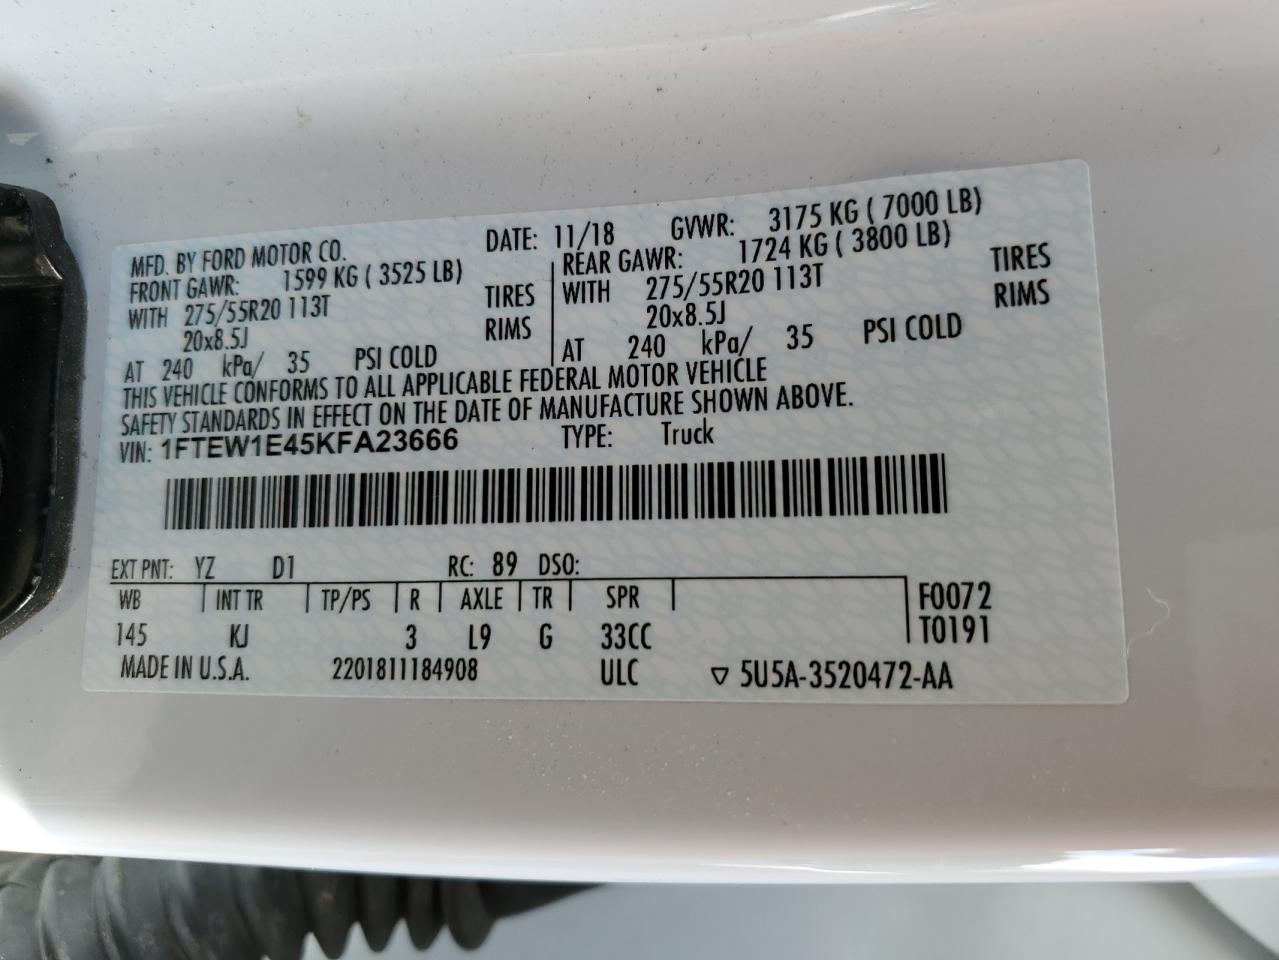 MFD. BY FORD MOTOR CO. DATE: 11/18 GVWR: 3175 KG ( 7000 LB)
FRONT GAWR: 1599 KG ( 3525 LB) REAR GAWR: 1724 KG ( 3800 LB)
WITH 275/55R20 113T TIRES WITH 275/55R20 113T TIRES
20x8.5J RIMS 20x8.5J RIMS
AT 240 kPa/ 35 PSI COLD AT 240 kPa/ 35 PSI COLD
THIS VEHICLE CONFORMS TO ALL APPLICABLE FEDERAL MOTOR VEHICLE
SAFETY STANDARDS IN EFFECT ON THE DATE OF MANUFACTURE SHOWN ABOVE.
VIN: 1FTEW1E45KFA23666 TYPE: Truck
EXT PNT: YZ D1 RC: 89 DSO:
WB INT TR TP/PS R AXLE TR SPR F0072
145 KJ 3 L9 G 33CC T0191
MADE IN U.S.A. 2201811184908 ULC ▽ 5U5A-3520472-AA